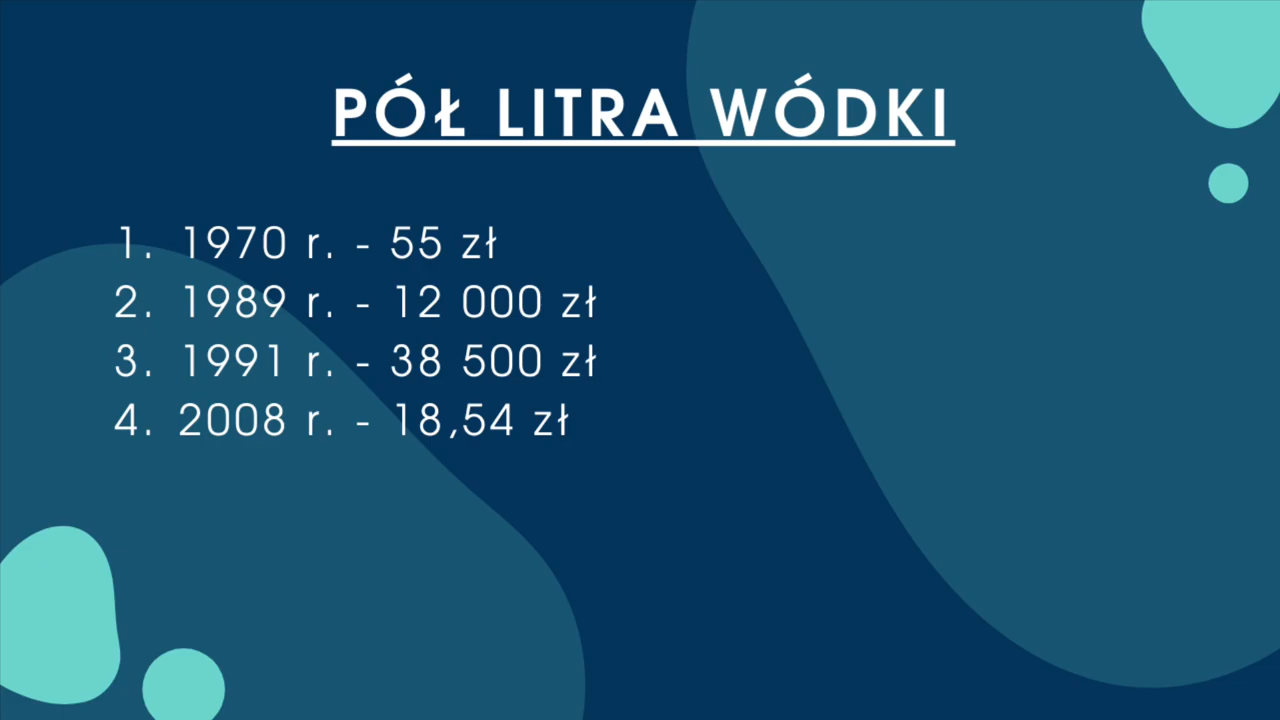 PÓŁ LITRA WÓDKI
1. 1970 r. - 55 zł
2. 1989 r. - 12 000 zł
3. 1991 r. - 38 500 zł
4. 2008 r. - 18,54 zł